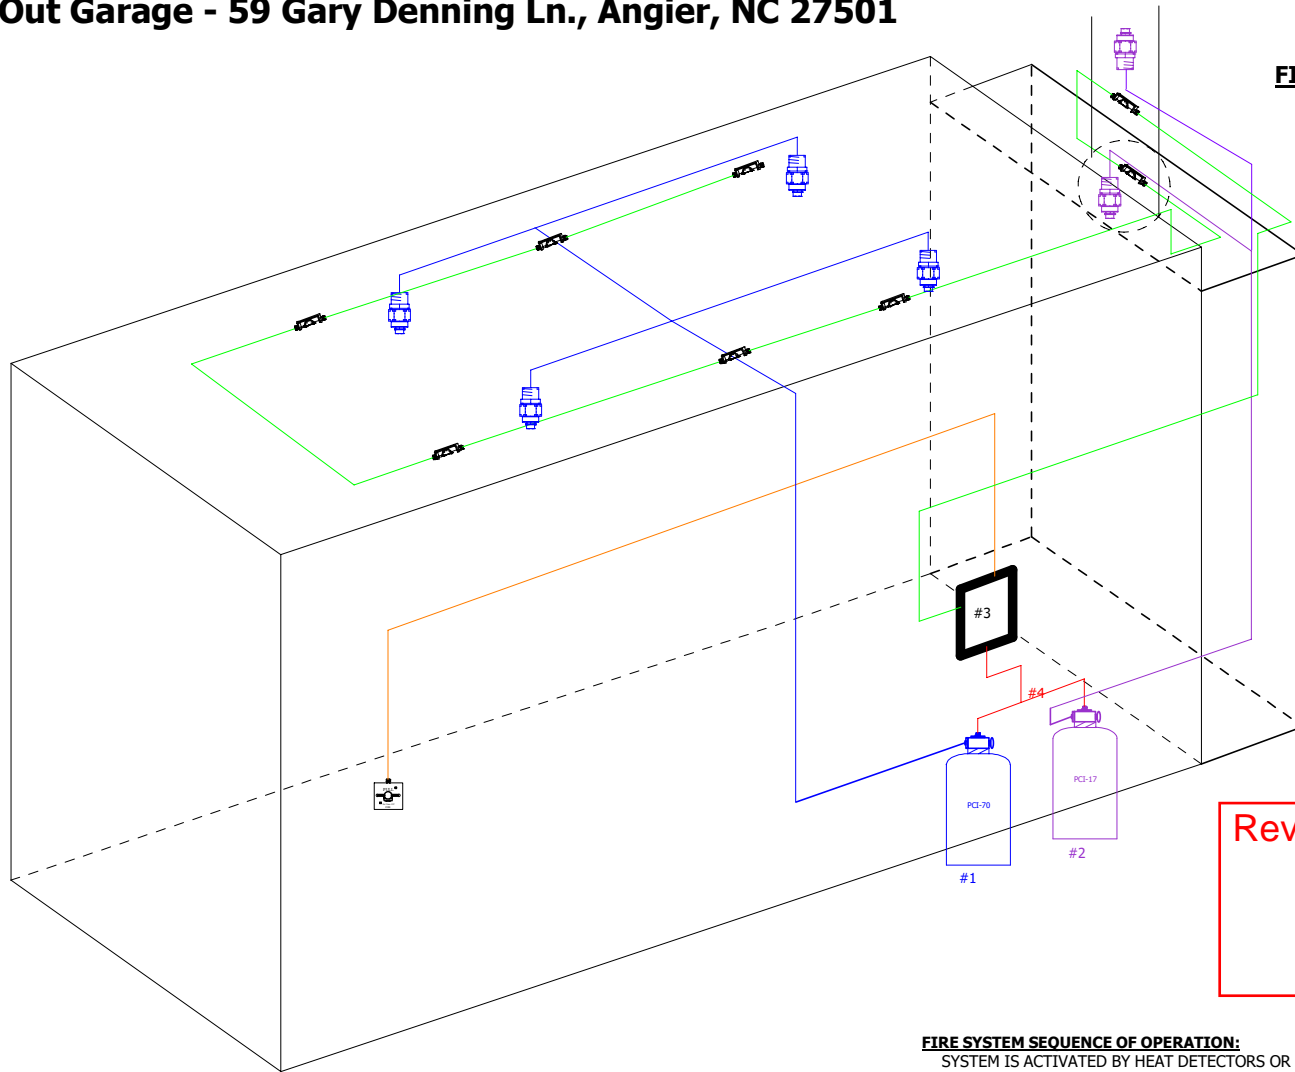 Out Garage - 59 Gary Denning Ln., Angier, NC 27501
FI
#3
#4
PCI-17
PCI-70
#2
#1
Rev
FIRE SYSTEM SEQUENCE OF OPERATION:
SYSTEM IS ACTIVATED BY HEAT DETECTORS OR